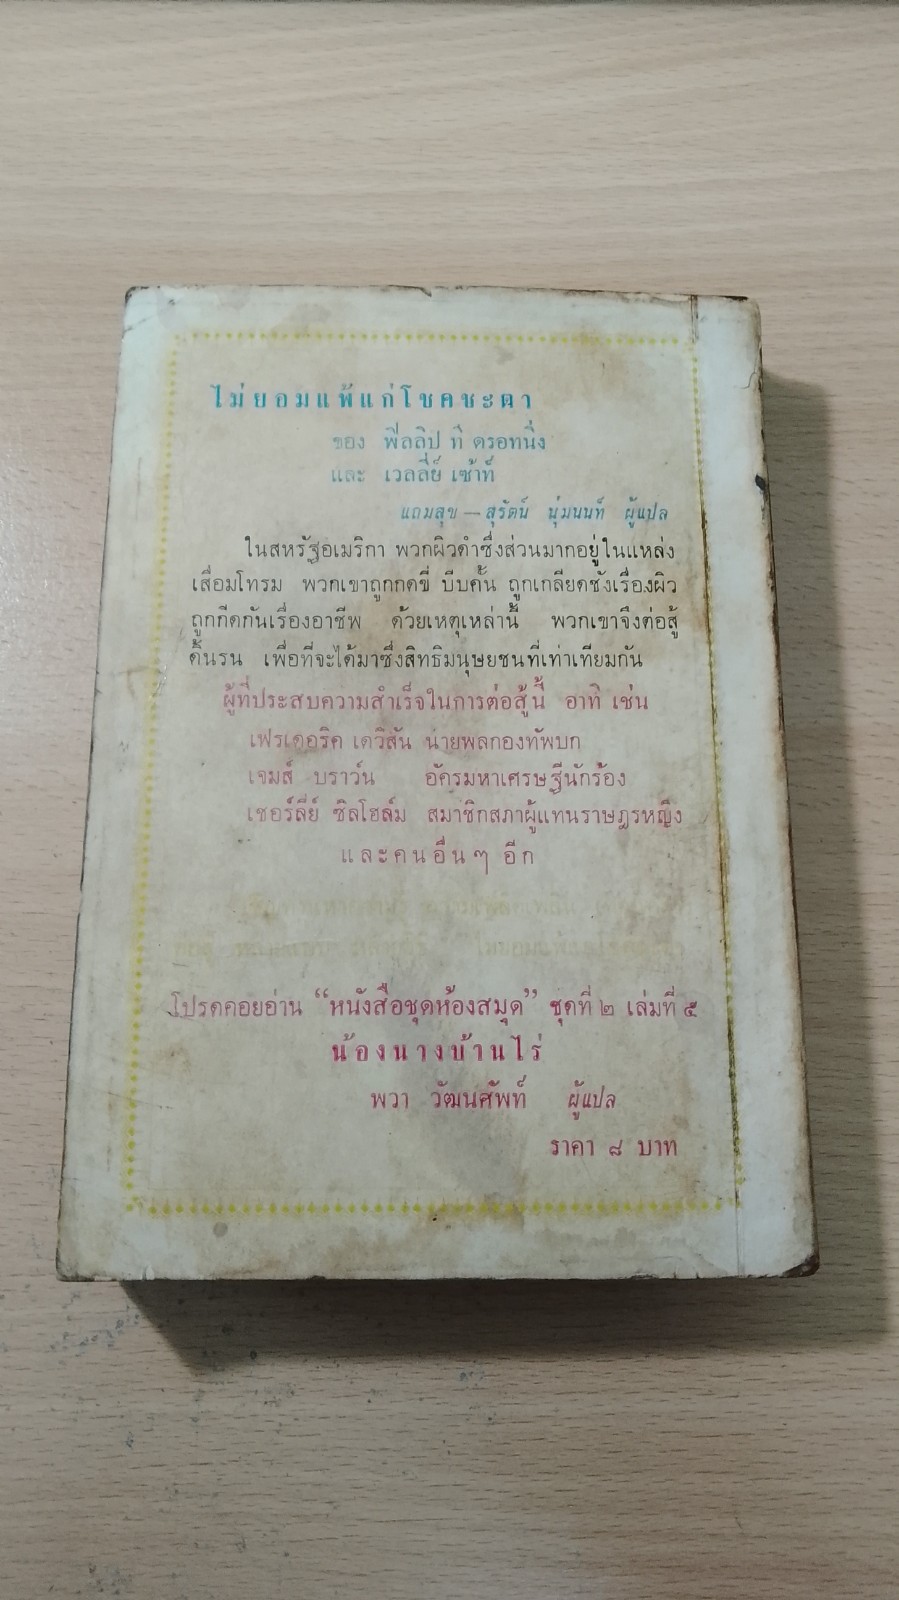 ไม่ยอมแพ้แก่โชคชะตา
ของ ฟิลลิป ที ดรอทนิ่ง
และ เวลลี่ย์ เซ้าท์
แถมสุข — สุรัตน์ นุ่มนนท์ ผู้แปล
ในสหรัฐอเมริกา พวกผิวดำซึ่งส่วนมากอยู่ในแหล่ง
เสื่อมโทรม พวกเขาถูกกดขี่ บีบคั้น ถูกเกลียดชังเรื่องผิว
ถูกกีดกันเรื่องอาชีพ ด้วยเหตุเหล่านี้ พวกเขาจึงต่อสู้
ดิ้นรน เพื่อที่จะได้มาซึ่งสิทธิมนุษยชนที่เท่าเทียมกัน
ผู้ที่ประสบความสำเร็จในการต่อสู้นี้ อาทิ เช่น
เฟรเดอริค เดวิสัน นายพลกองทัพบก
เจมส์ บราว์น อัครมหาเศรษฐีนักร้อง
เชอร์ลี่ย์ ชิลโฮล์ม สมาชิกสภาผู้แทนราษฎรหญิง
และคนอื่นๆ อีก
โปรดคอยอ่าน “หนังสือชุดห้องสมุด” ชุดที่ ๒ เล่มที่ ๕
น้องนางบ้านไร่
พวา วัฒนศัพท์ ผู้แปล
ราคา ๘ บาท